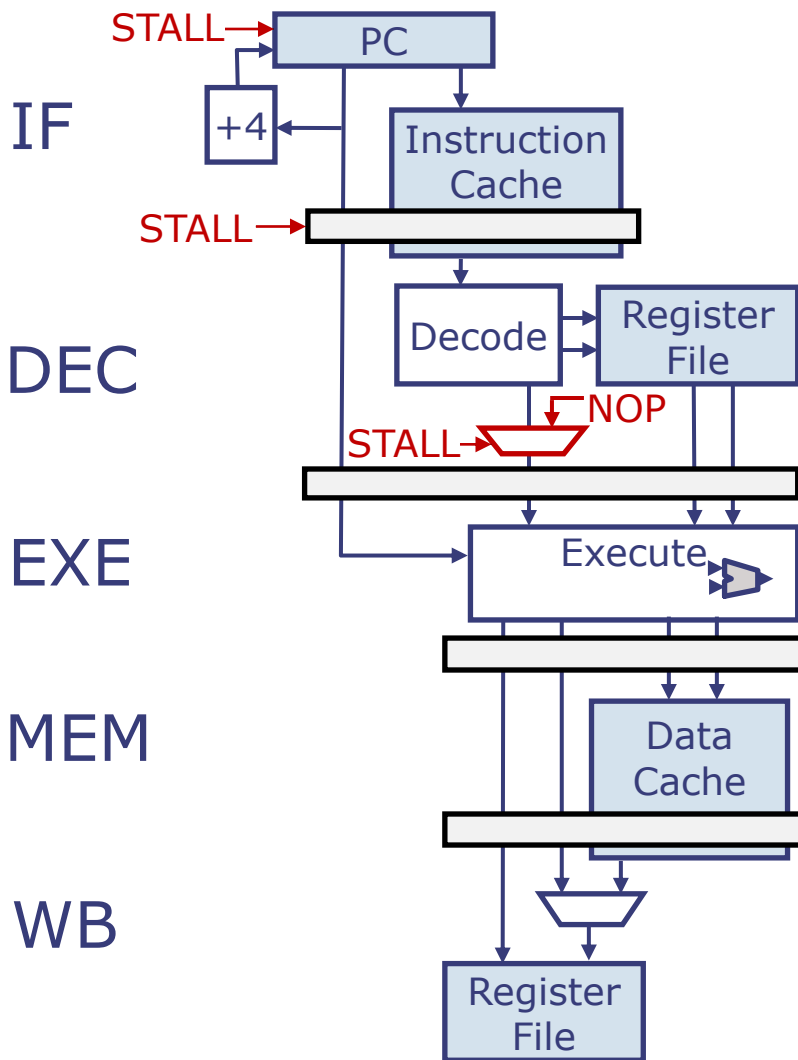 STALL
PC
IF
+4
Instruction
Cache
STALL
DEC
Decode
Register
File
NOP
STALL
EXE
Execute
MEM
Data
Cache
WB
Register
File